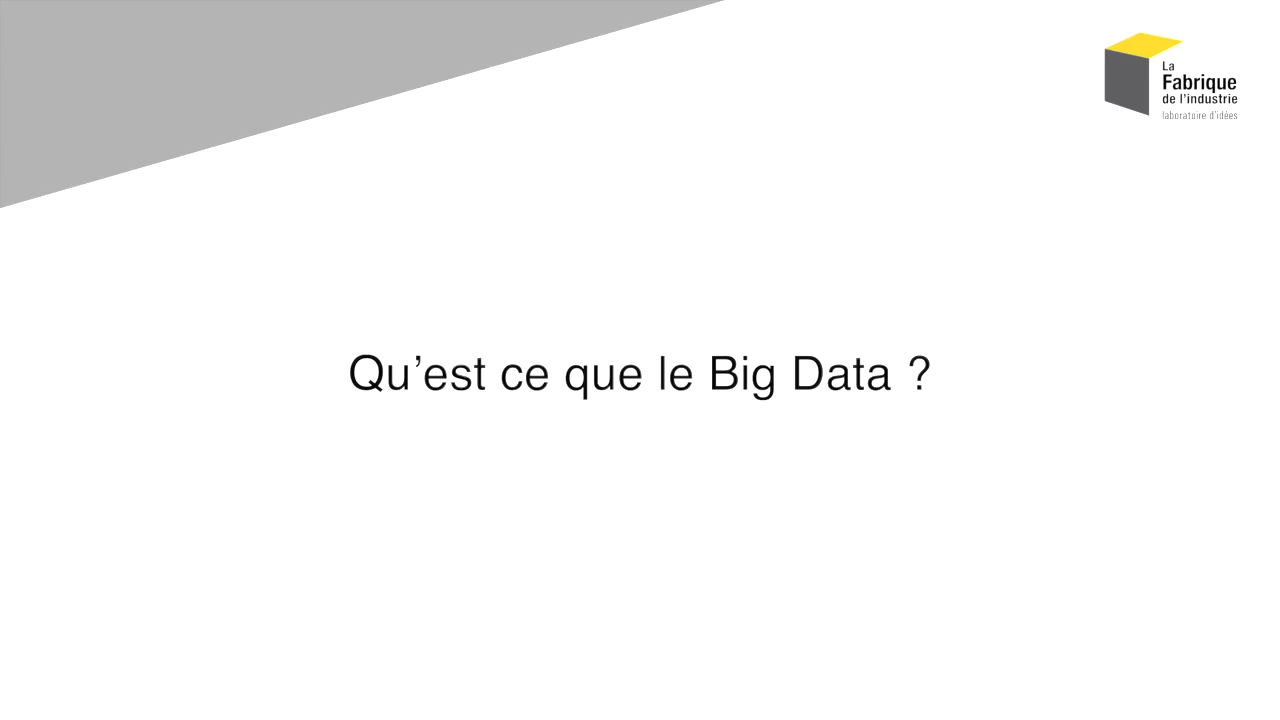 La
Fabrique
de l’industrie
laboratoire d’idées
Qu’est ce que le Big Data ?